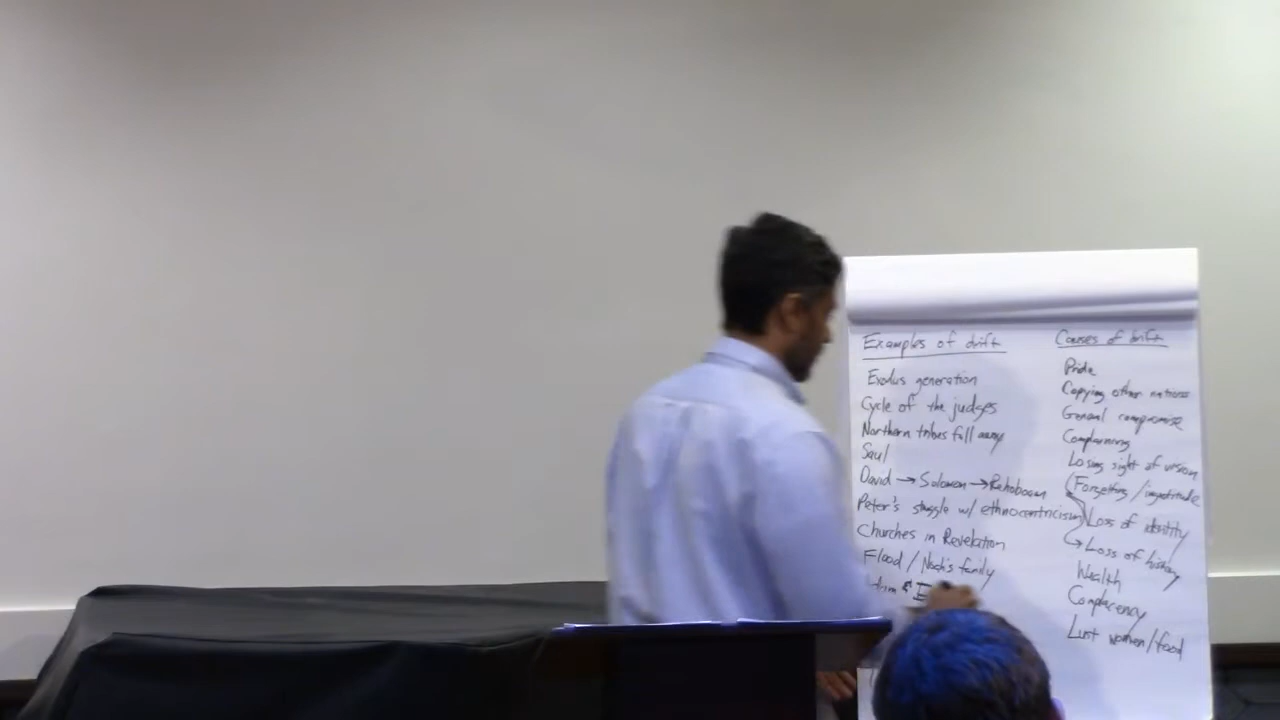 Examples of drift
Exodus generation
Cycle of the judges
Northern tribes fall away
Saul
David → Solomon → Rehoboam
Peter's struggle w/ ethnocentricism
Churches in Revelation
Flood / Noah's family
&
Causes of drift
Pride
Copying other nations
General compromise
Complaining
Losing sight of vision
(Forgetting / ingratitude
Loss of identity
→ Loss of history
Wealth
Complacency
Lust women/food